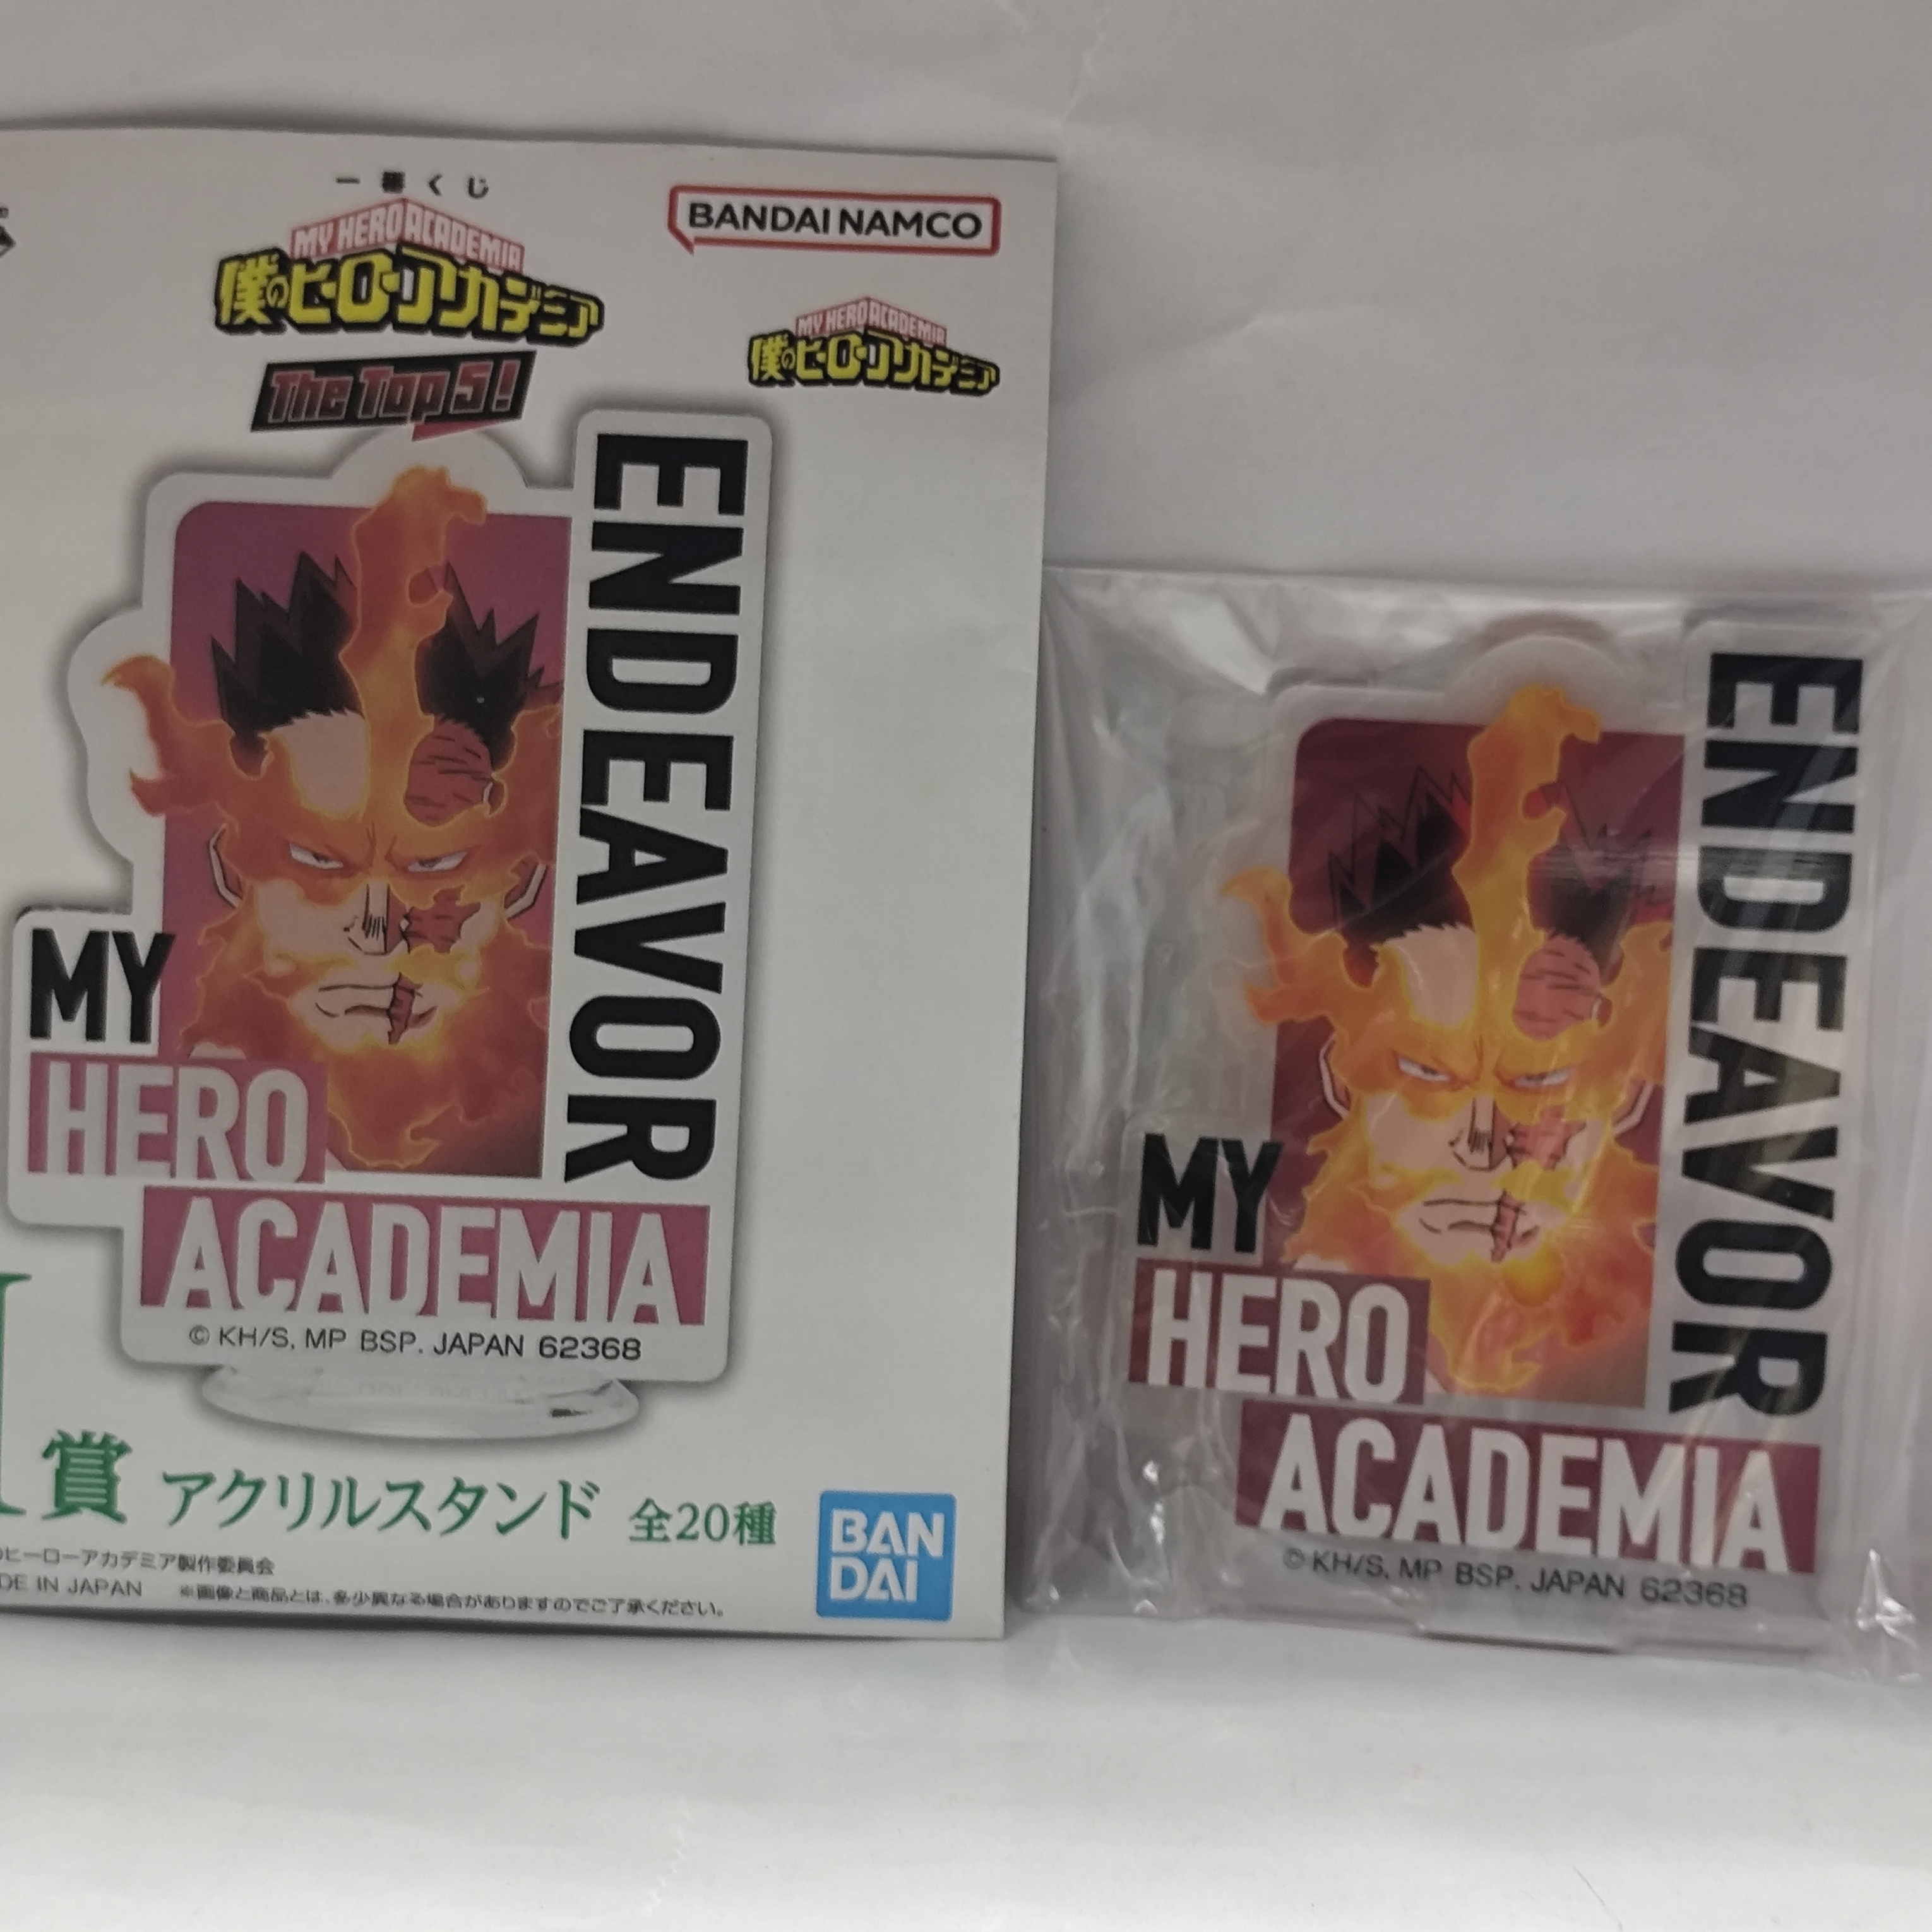 一番くじ
MY HERO ACADEMIA
僕のヒーローアカデミア
The Top 5!
BANDAI NAMCO
MY HERO ACADEMIA
僕のヒーローアカデミア
ENDEAVOR
MY
HERO
ACADEMIA
© KH/S, MP BSP. JAPAN 62368
賞 アクリルスタンド 全20種
ヒーローアカデミア製作委員会
DE IN JAPAN ※画像と商品とは、多少異なる場合がありますのでご了承ください。
BAN
DAI
ENDEAVOR
MY
HERO
ACADEMIA
© KH/S, MP BSP. JAPAN 62368